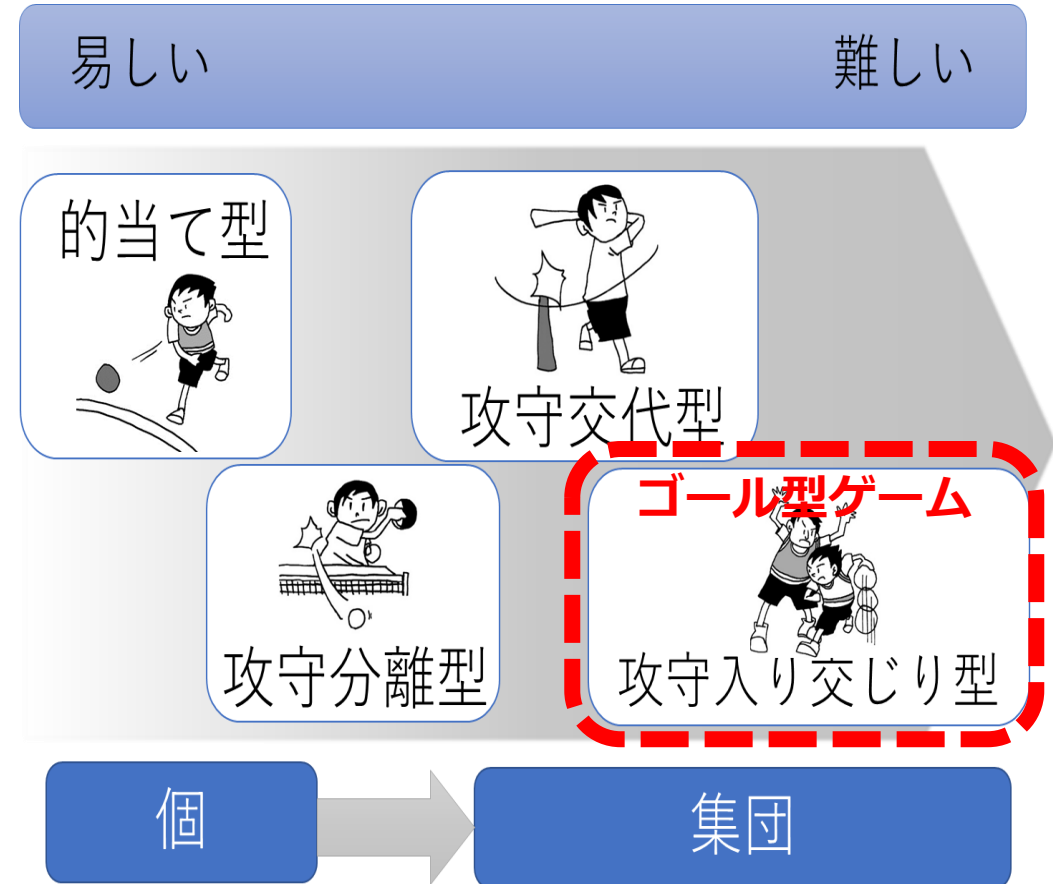 易しい
難しい
的当て型
攻守交代型
攻守分離型
ゴール型ゲーム
攻守入り交じり型
個
集団